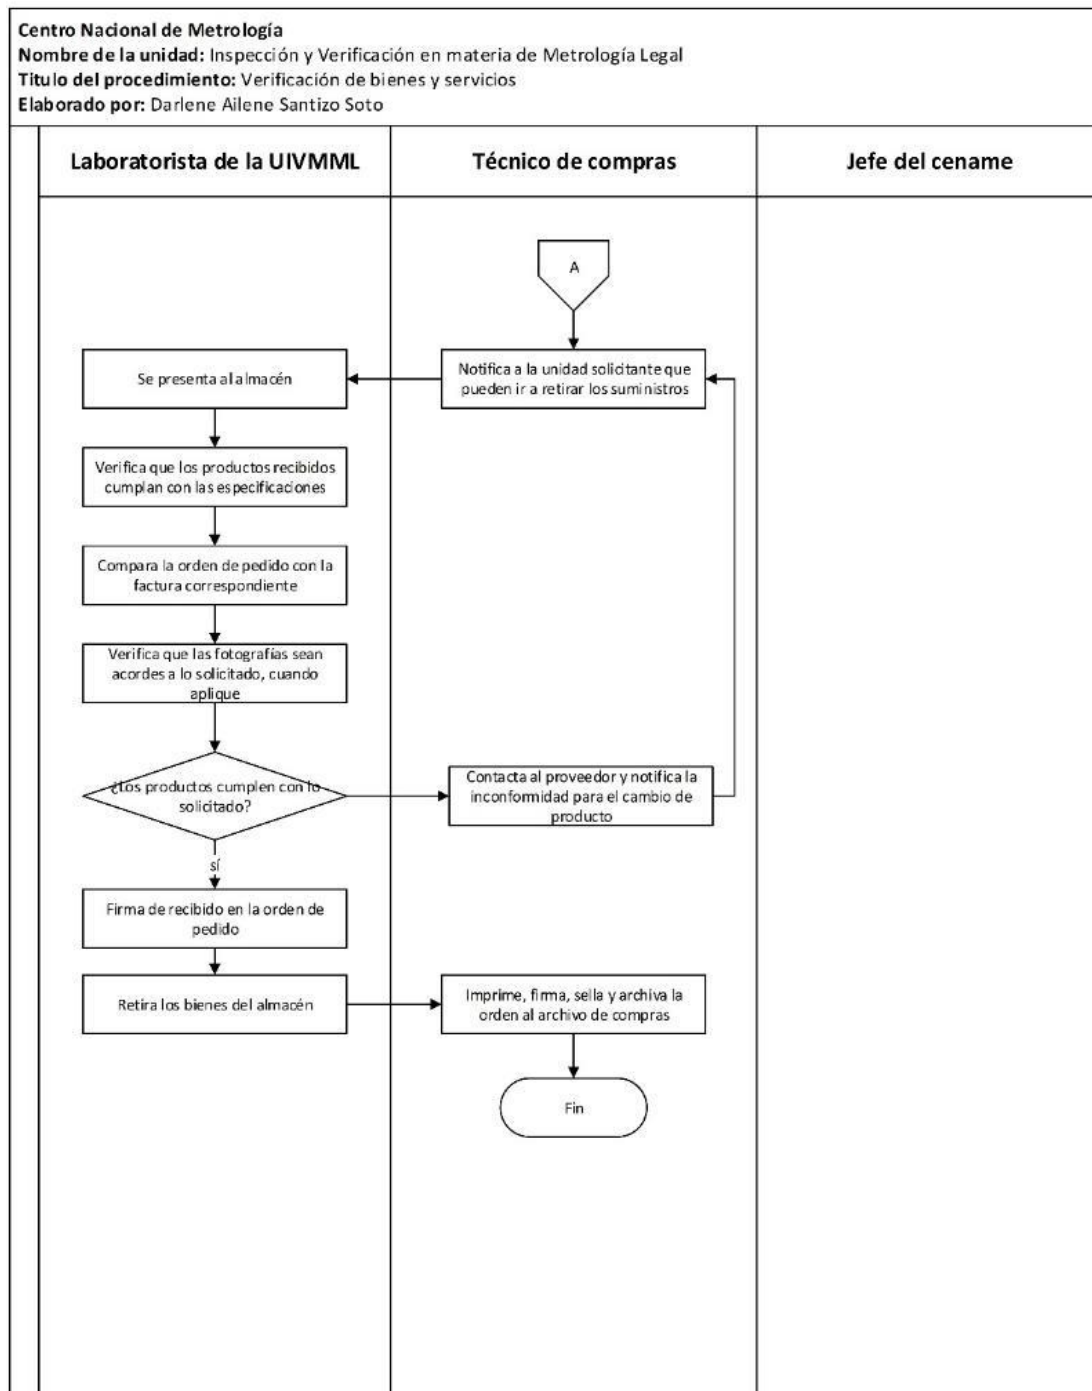 Centro Nacional de Metrología
Nombre de la unidad: Inspección y Verificación en materia de Metrología Legal
Titulo del procedimiento: Verificación de bienes y servicios
Elaborado por: Darlene Ailene Santizo Soto
Laboratorista de la UIVMML
Técnico de compras
Jefe del cename
A
Notifica a la unidad solicitante que
pueden ir a retirar los suministros
Se presenta al almacén
Verifica que los productos recibidos
cumplan con las especificaciones
Compara la orden de pedido con la
factura correspondiente
Verifica que las fotografías sean
acordes a lo solicitado, cuando
aplique
¿Los productos cumplen con lo
solicitado?
Contacta al proveedor y notifica la
inconformidad para el cambio de
producto
sí
Firma de recibido en la orden de
pedido
Retira los bienes del almacén
Imprime, firma, sella y archiva la
orden al archivo de compras
Fin